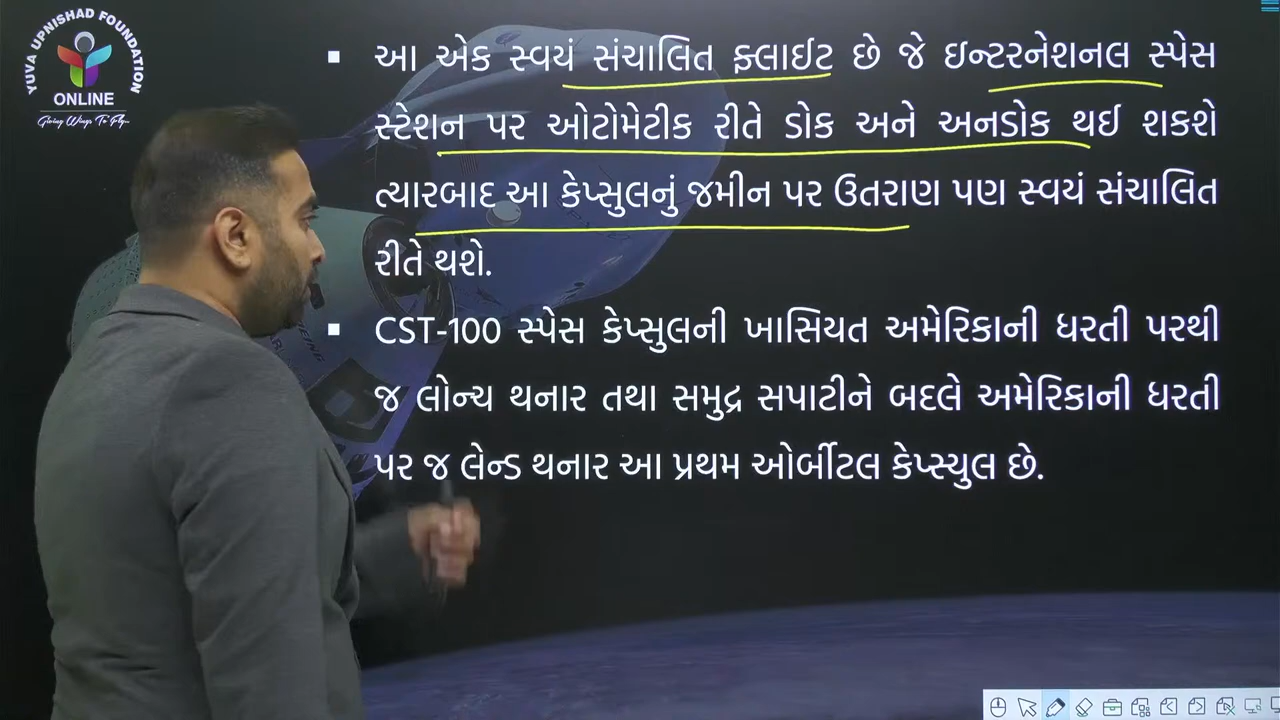 YUVA UPNISHAD FOUNDATION
ONLINE
Giving Wings To Fly
▪ આ એક સ્વયં સંચાલિત ફ્લાઈટ છે જે ઇન્ટરનેશનલ સ્પેસ
સ્ટેશન પર ઓટોમેટીક રીતે ડોક અને અનડોક થઈ શકશે
ત્યારબાદ આ કેપ્સુલનું જમીન પર ઉતરાણ પણ સ્વયં સંચાલિત
રીતે થશે.
▪ CST-100 સ્પેસ કેપ્સુલની ખાસિયત અમેરિકાની ધરતી પરથી
જ લોન્ચ થનાર તથા સમુદ્ર સપાટીને બદલે અમેરિકાની ધરતી
પર જ લેન્ડ થનાર આ પ્રથમ ઓર્બીટલ કેપ્સ્યુલ છે.